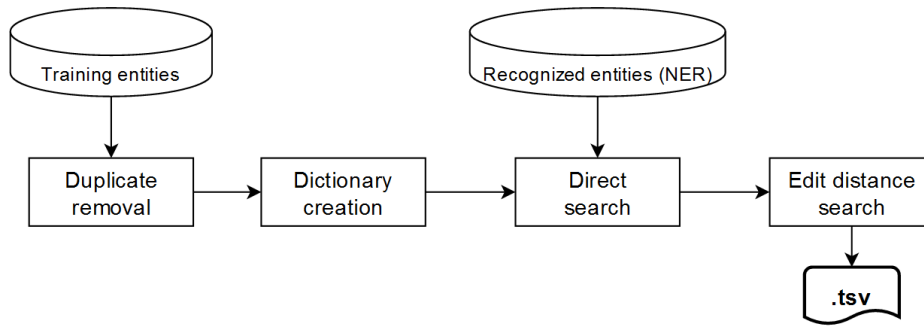 Training entities
Recognized entities (NER)
Duplicate
removal
Dictionary
creation
Direct
search
Edit distance
search
.tsv